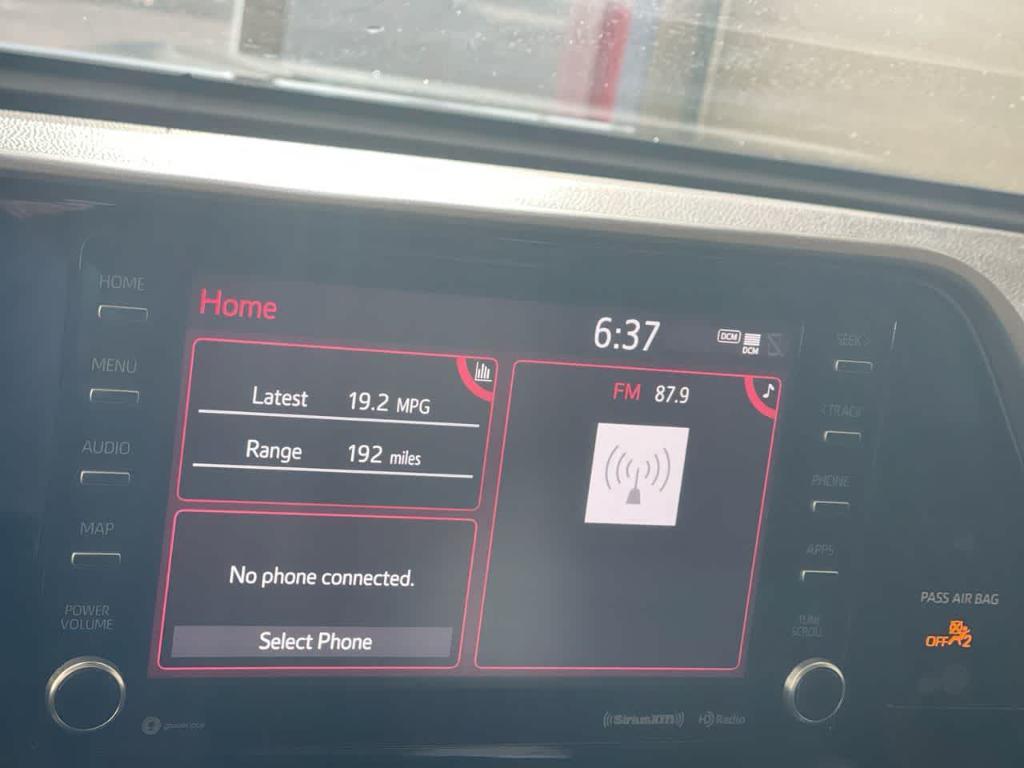 HOME
MENU
AUDIO
MAP
POWER
VOLUME
Home
6:37
DCM
DCM
Latest 19.2 MPG
Range 192 miles
No phone connected.
Select Phone
FM 87.9
SEEK >
< TRACK
PHONE
APPS
TUNE
SCROLL
PASS AIR BAG
OFF 2
((SiriusXM))
HD Radio